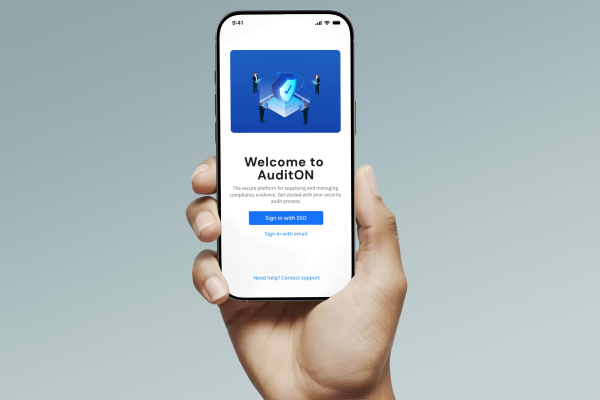 9:41
Welcome to
AuditON
The secure platform for supplying and managing
compliance evidence. Get started with your security
audit process.
Sign in with SSO
Sign in with email
Need help? Contact support